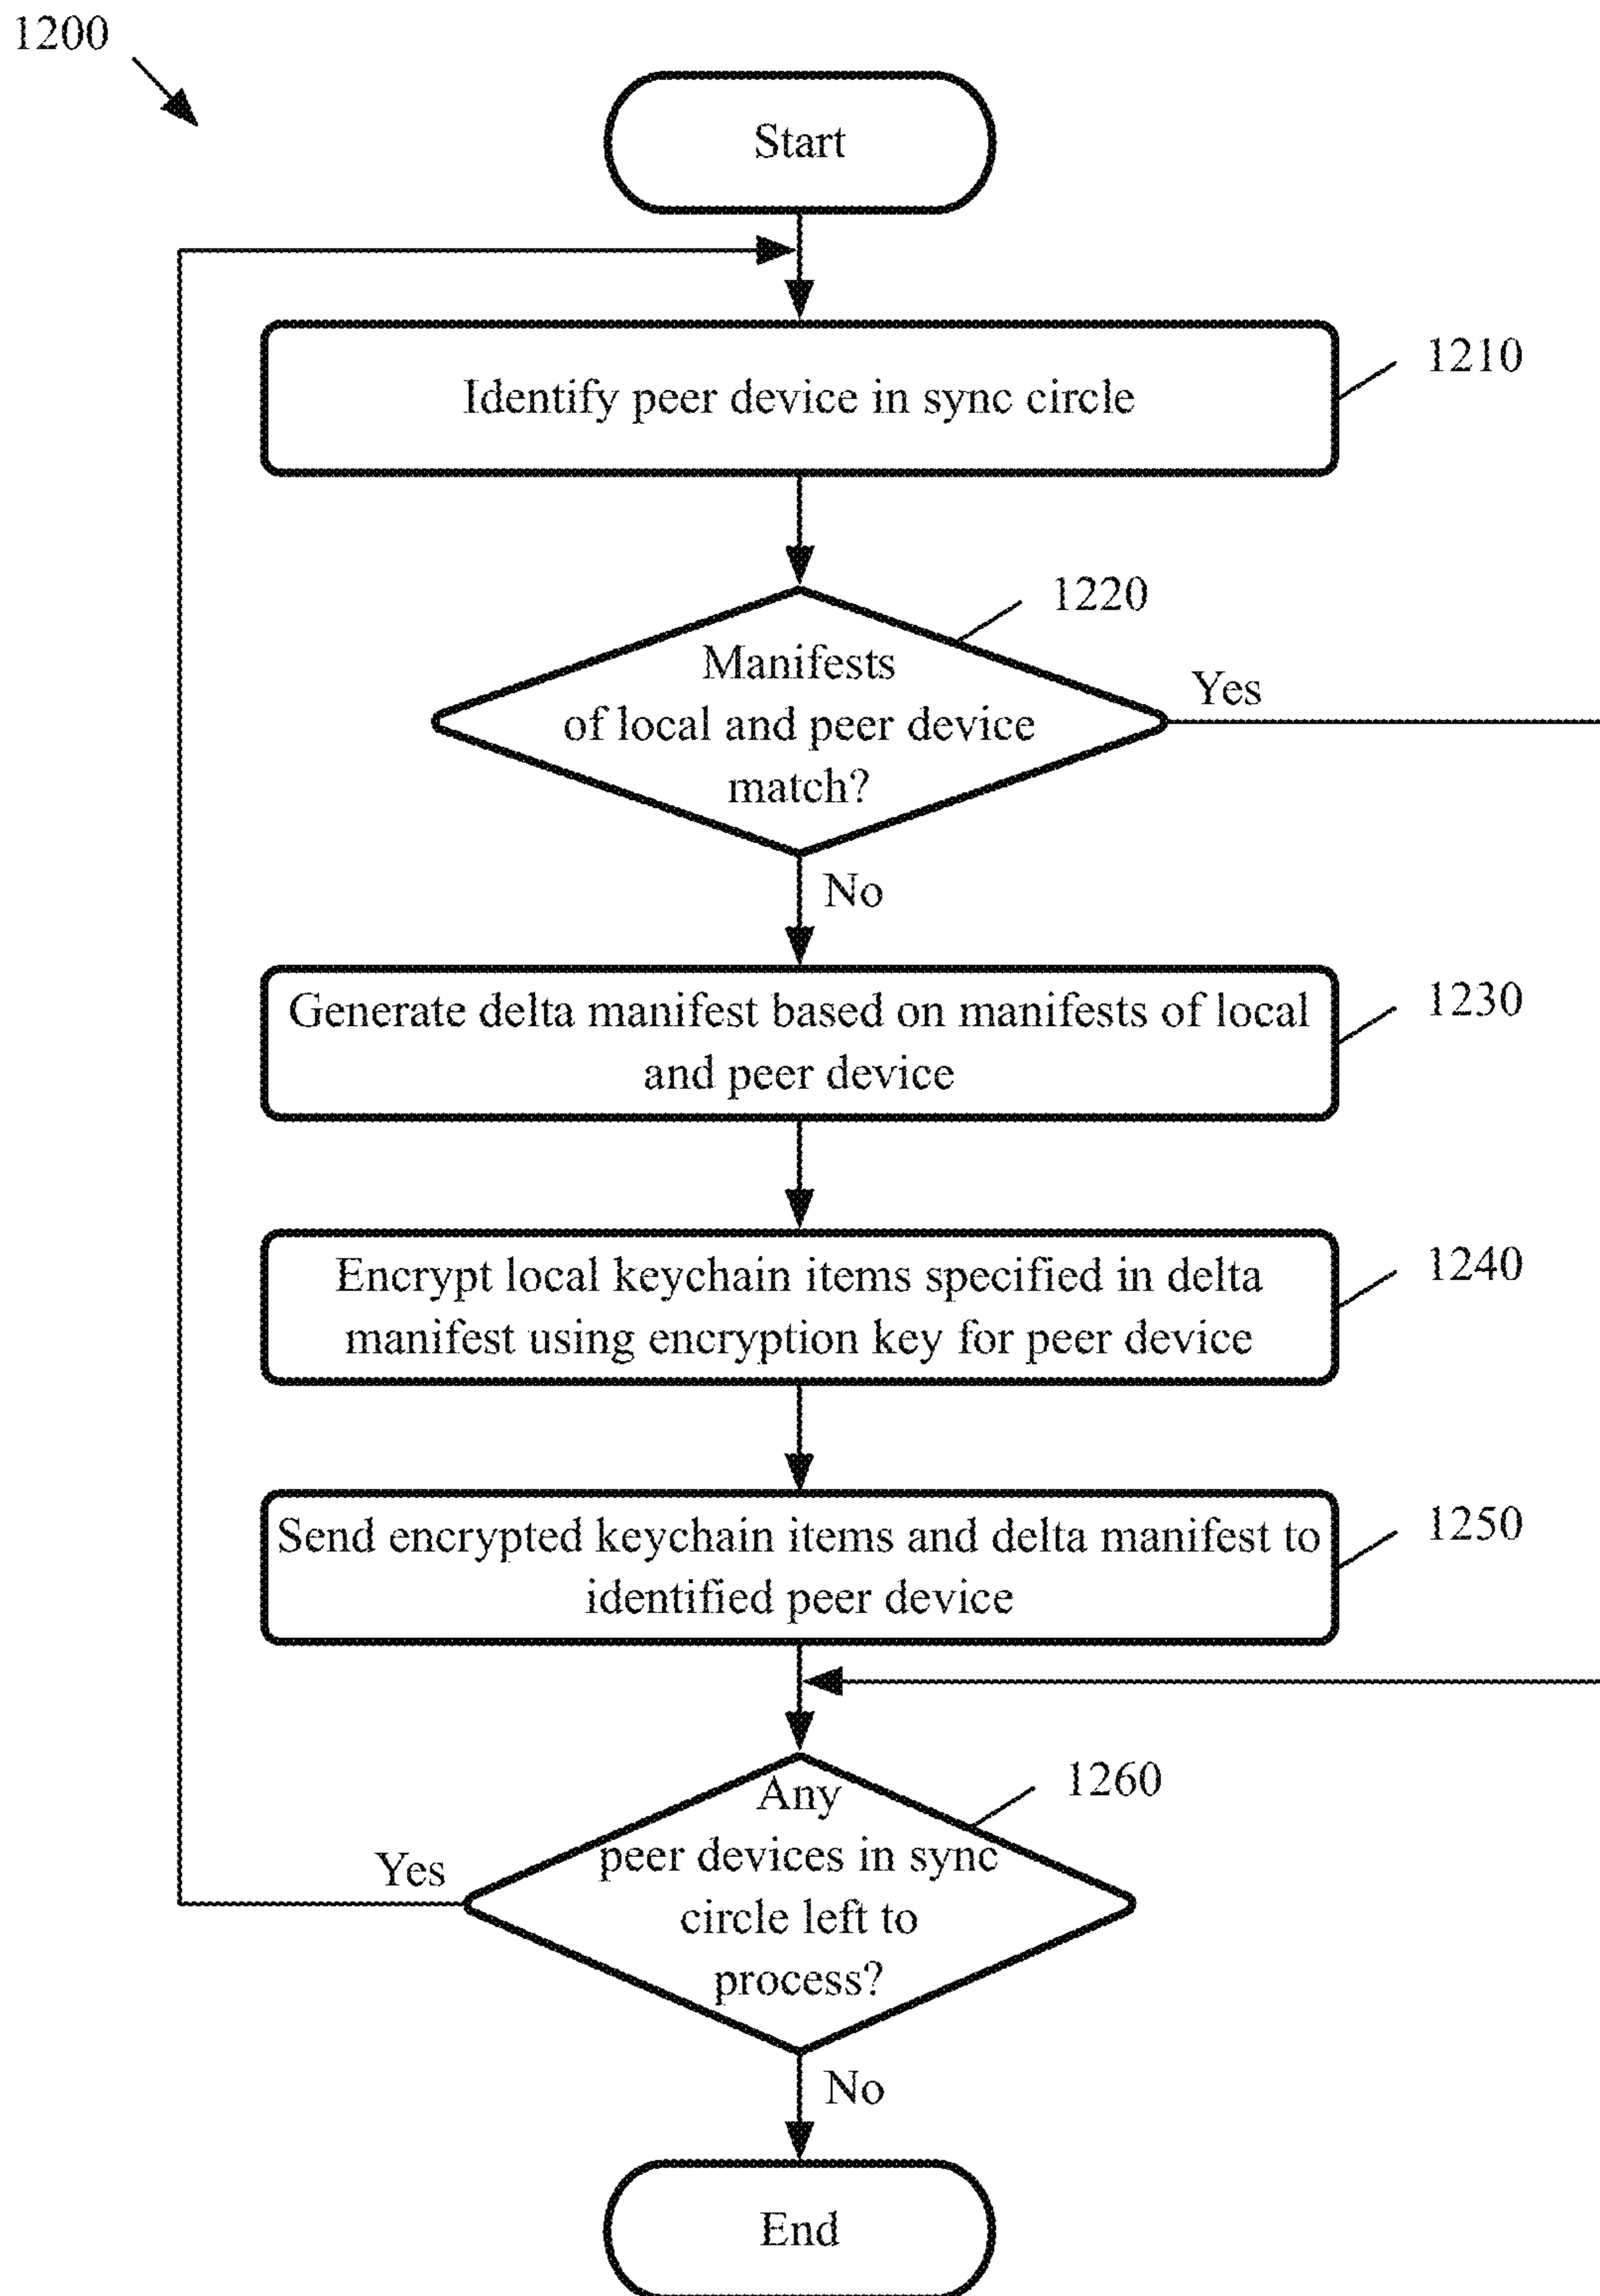 1200
Start
Identify peer device in sync circle
1210
1220
Manifests
of local and peer device
match?
Yes
No
Generate delta manifest based on manifests of local
and peer device
1230
Encrypt local keychain items specified in delta
manifest using encryption key for peer device
1240
Send encrypted keychain items and delta manifest to
identified peer device
1250
1260
Any
peer devices in sync
circle left to
process?
Yes
No
End